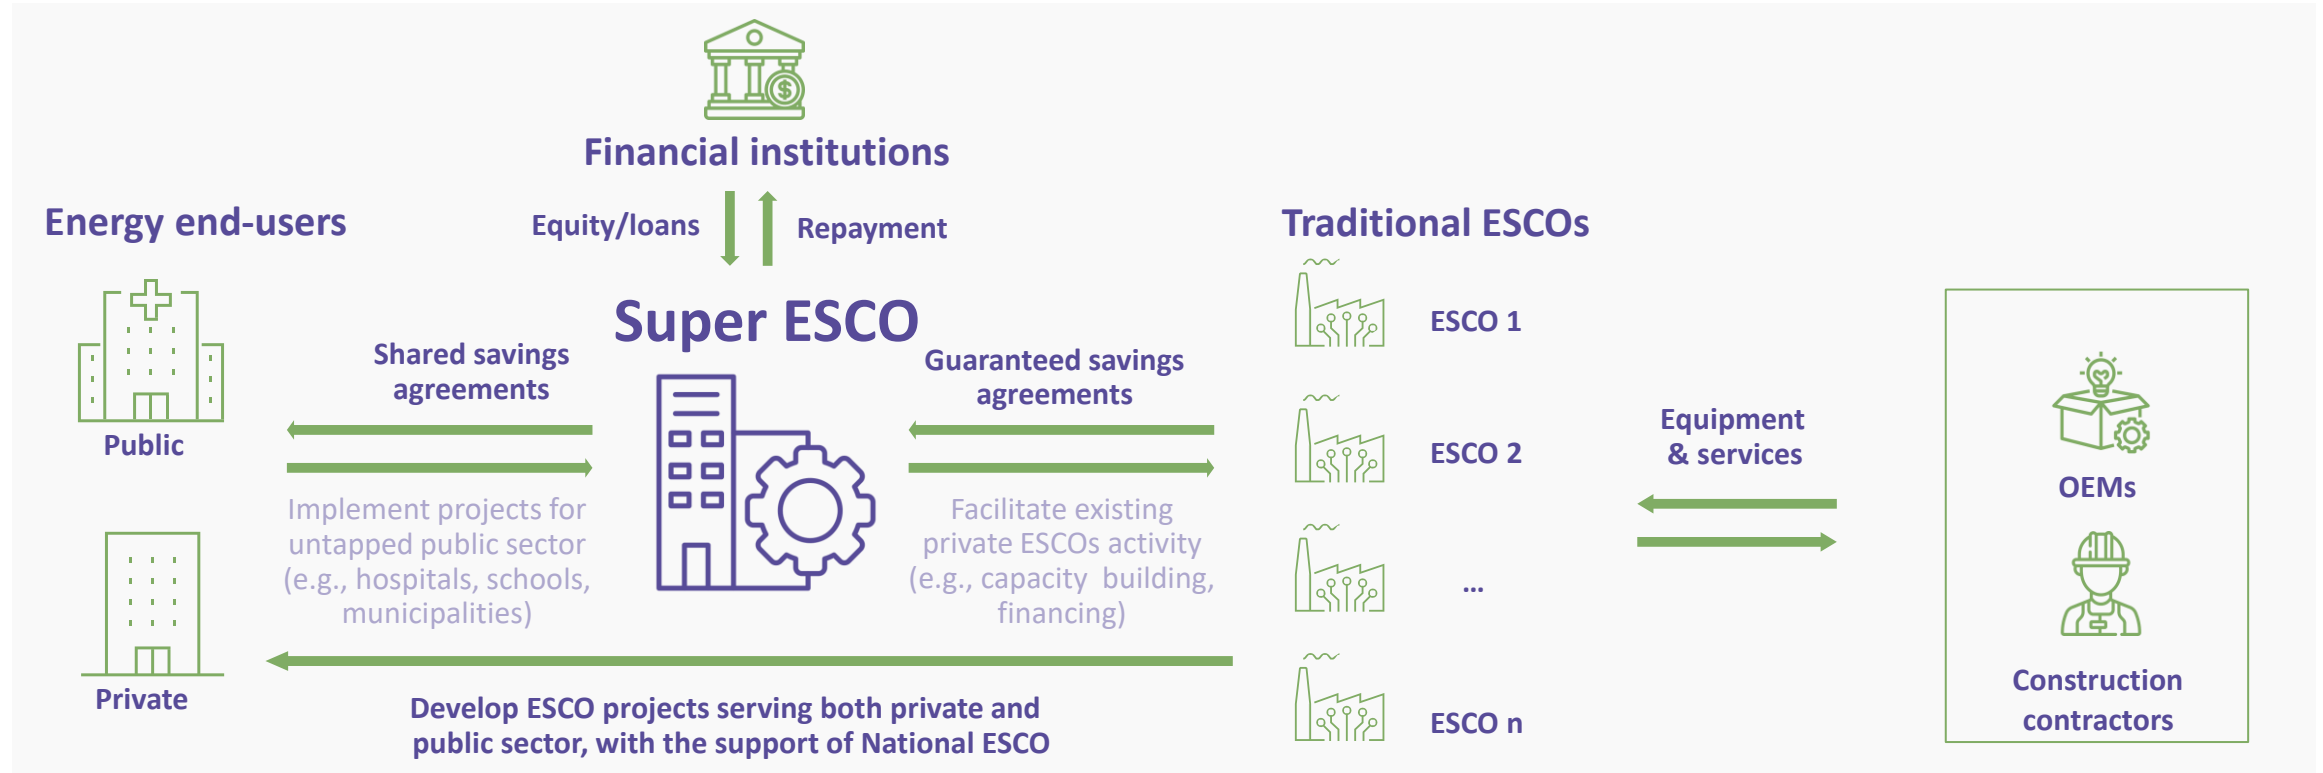 Financial institutions
Energy end-users
Equity/loans
Repayment
Traditional ESCOs
Super ESCO
Shared savings
agreements
Guaranteed savings
agreements
Public
Implement projects for
untapped public sector
(e.g., hospitals, schools,
municipalities)
Facilitate existing
private ESCOs activity
(e.g., capacity building,
financing)
Private
Develop ESCO projects serving both private and
public sector, with the support of National ESCO
ESCO 1
ESCO 2
...
ESCO n
Equipment
& services
OEMs
Construction
contractors
$